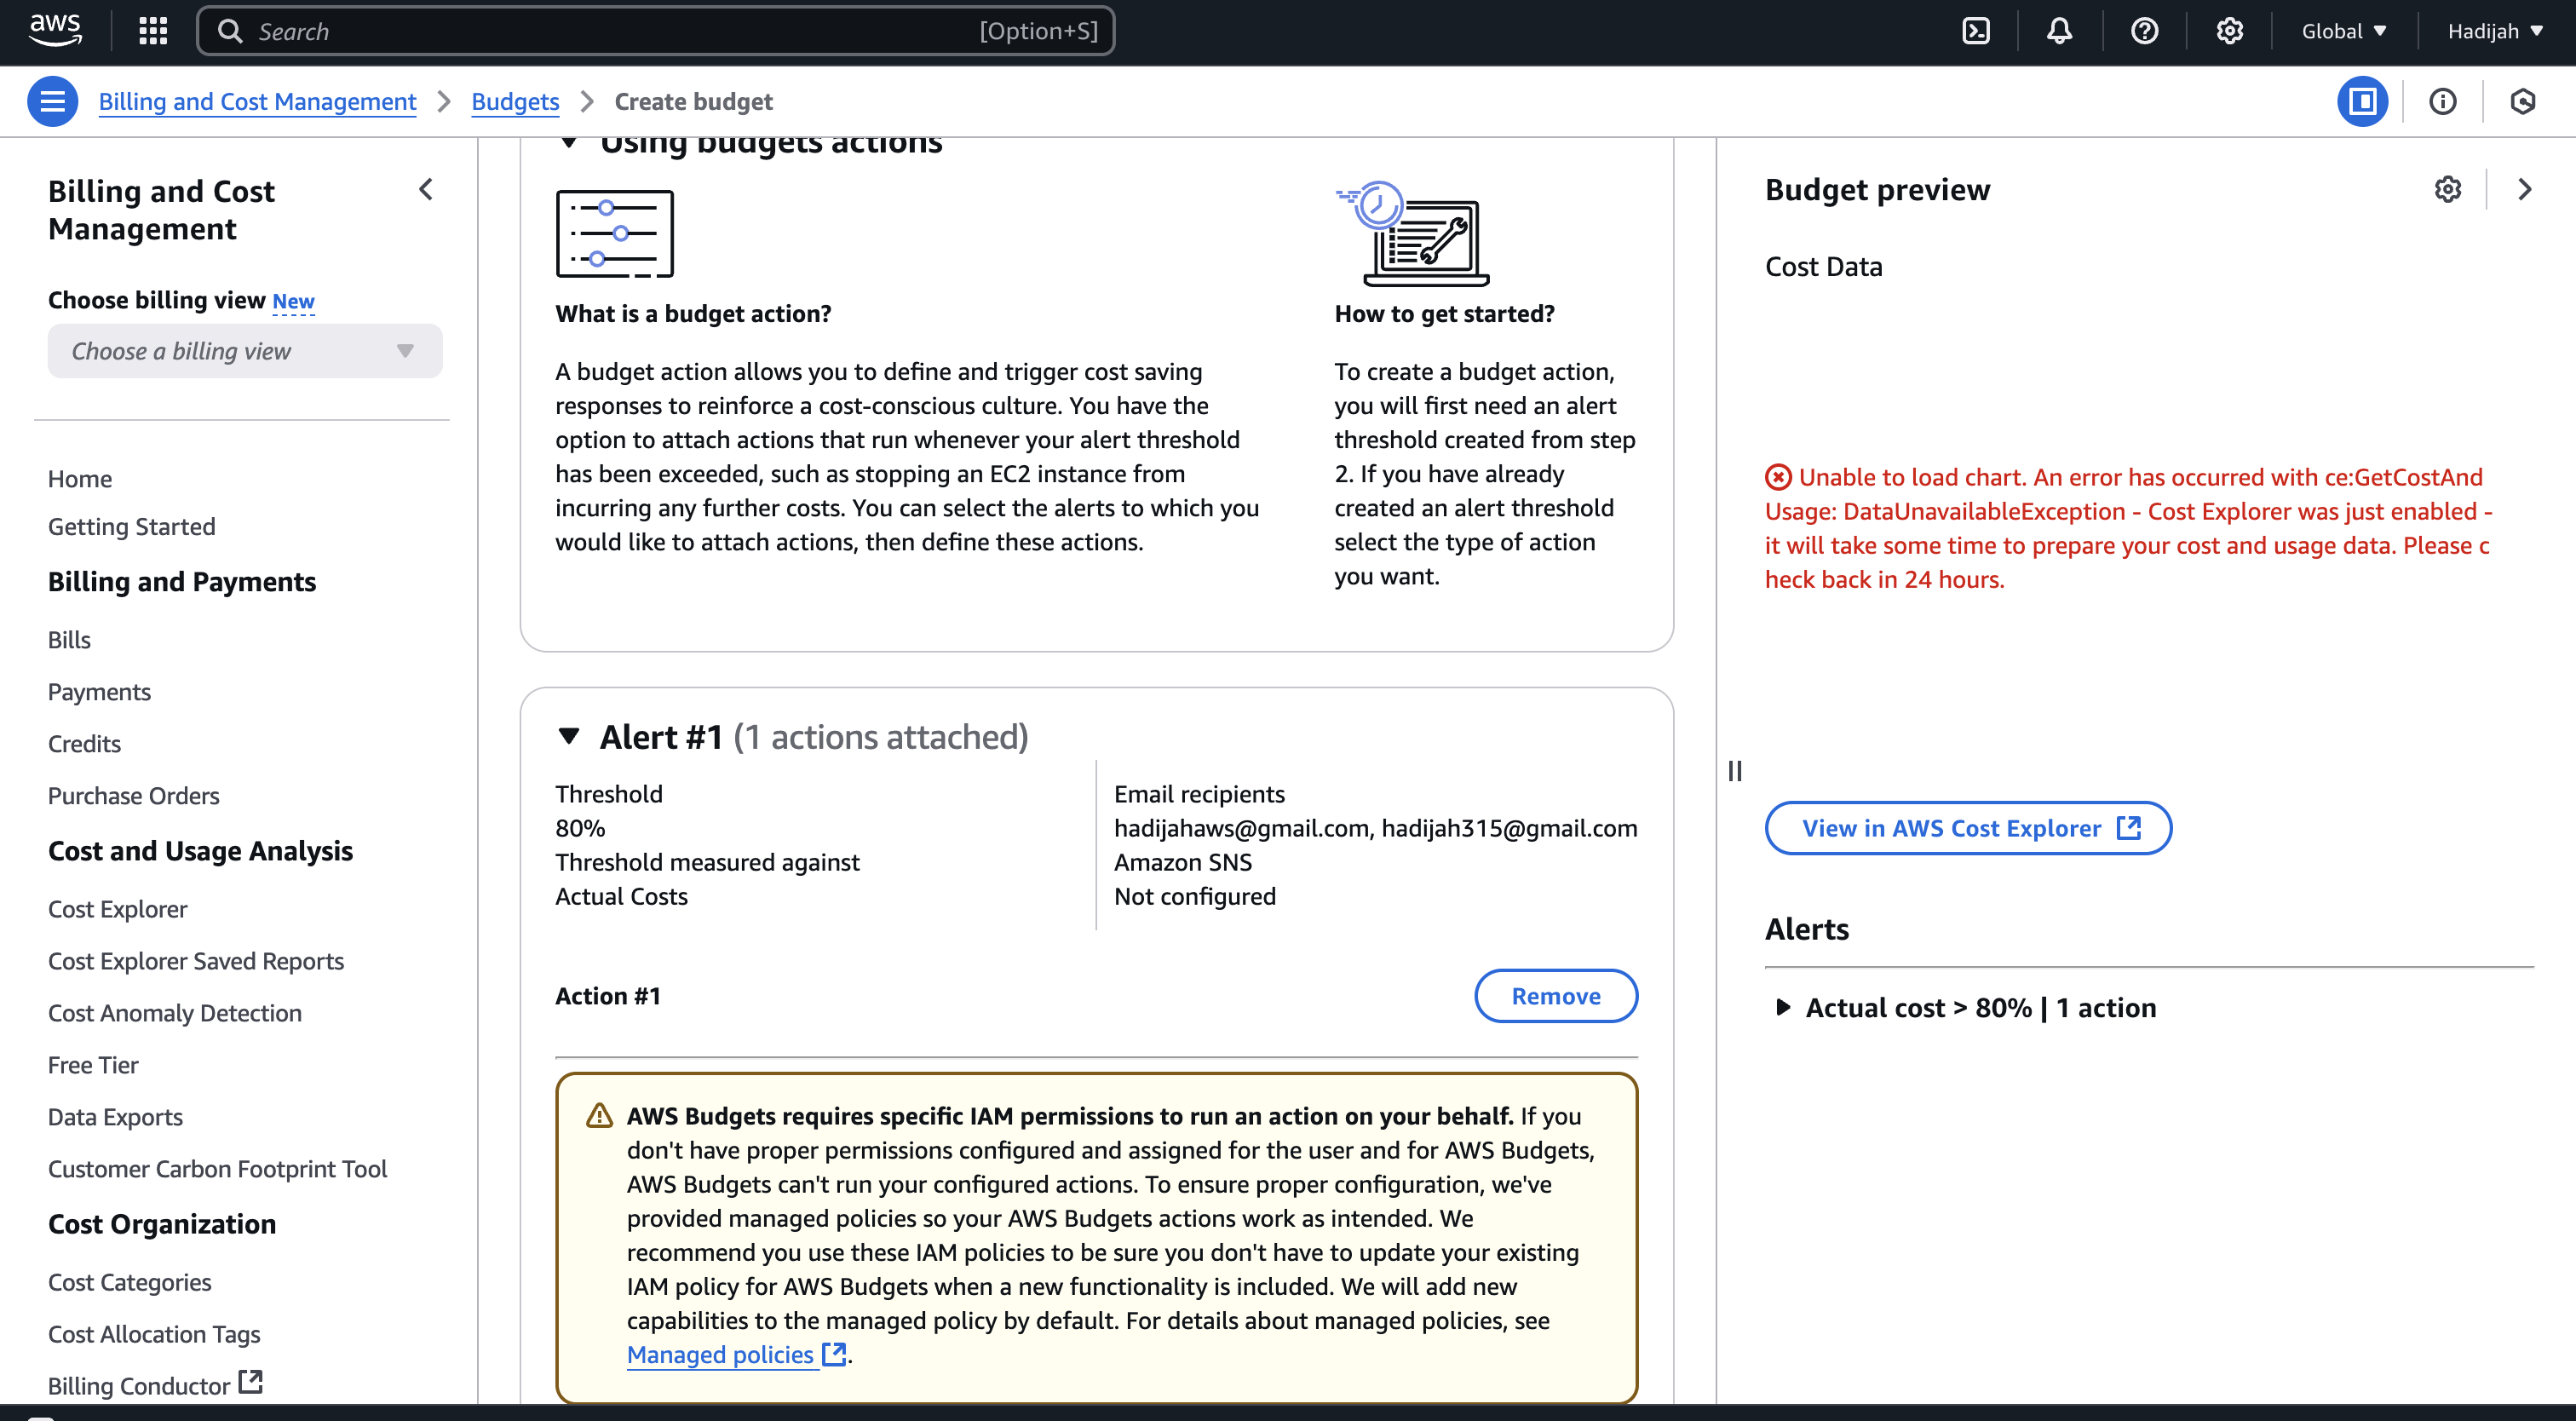 aws
Search
[Option+S]
Global
Hadijah
Billing and Cost Management
Budgets
Create budget
Billing and Cost
Management
Choose billing view New
Choose a billing view
Home
Getting Started
Billing and Payments
Bills
Payments
Credits
Purchase Orders
Cost and Usage Analysis
Cost Explorer
Cost Explorer Saved Reports
Cost Anomaly Detection
Free Tier
Data Exports
Customer Carbon Footprint Tool
Cost Organization
Cost Categories
Cost Allocation Tags
Billing Conductor
Using budgets actions
What is a budget action?
A budget action allows you to define and trigger cost saving
responses to reinforce a cost-conscious culture. You have the
option to attach actions that run whenever your alert threshold
has been exceeded, such as stopping an EC2 instance from
incurring any further costs. You can select the alerts to which you
would like to attach actions, then define these actions.
How to get started?
To create a budget action,
you will first need an alert
threshold created from step
2. If you have already
created an alert threshold
select the type of action
you want.
Alert #1 (1 actions attached)
Threshold
80%
Threshold measured against
Actual Costs
Email recipients
hadijahaws@gmail.com, hadijah315@gmail.com
Amazon SNS
Not configured
Action #1
Remove
AWS Budgets requires specific IAM permissions to run an action on your behalf. If you
don't have proper permissions configured and assigned for the user and for AWS Budgets,
AWS Budgets can't run your configured actions. To ensure proper configuration, we've
provided managed policies so your AWS Budgets actions work as intended. We
recommend you use these IAM policies to be sure you don't have to update your existing
IAM policy for AWS Budgets when a new functionality is included. We will add new
capabilities to the managed policy by default. For details about managed policies, see
Managed policies.
Budget preview
Cost Data
Unable to load chart. An error has occurred with ce:GetCostAnd
Usage: DataUnavailableException - Cost Explorer was just enabled -
it will take some time to prepare your cost and usage data. Please c
heck back in 24 hours.
View in AWS Cost Explorer
Alerts
Actual cost > 80% | 1 action